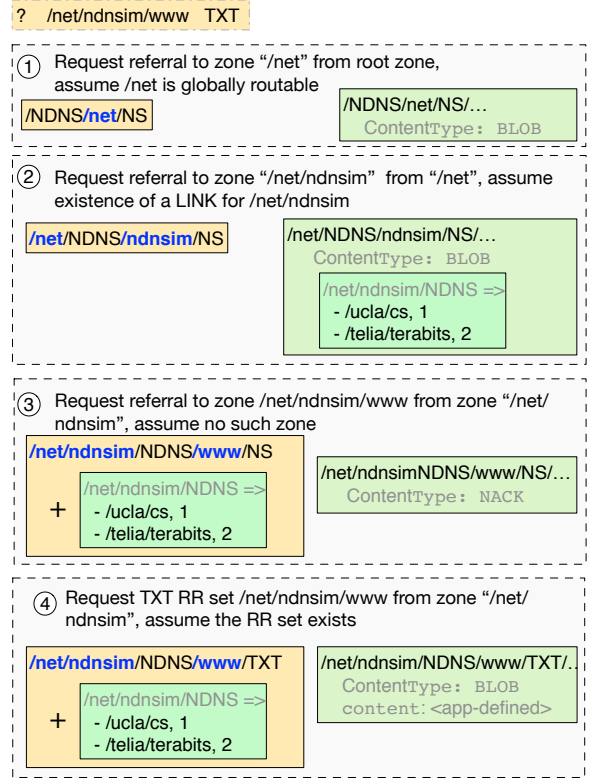 ? /net/ndnsim/www TXT
1 Request referral to zone “/net” from root zone,
assume /net is globally routable
/NDNS/net/NS
/NDNS/net/NS/…
ContentType: BLOB
2 Request referral to zone “/net/ndnsim” from “/net”, assume
existence of a LINK for /net/ndnsim
/net/NDNS/ndnsim/NS
/net/NDNS/ndnsim/NS/…
ContentType: BLOB
/net/ndnsim/NDNS =>
- /ucla/cs, 1
- /telia/terabits, 2
3 Request referral to zone /net/ndnsim/www from zone “/net/
ndnsim”, assume no such zone
/net/ndnsim/NDNS/www/NS
+
/net/ndnsim/NDNS =>
- /ucla/cs, 1
- /telia/terabits, 2
/net/ndnsimNDNS/www/NS/…
ContentType: NACK
4 Request TXT RR set /net/ndnsim/www from zone “/net/
ndnsim”, assume the RR set exists
/net/ndnsim/NDNS/www/TXT
+
/net/ndnsim/NDNS =>
- /ucla/cs, 1
- /telia/terabits, 2
/net/ndnsim/NDNS/www/TXT/…
ContentType: BLOB
content: <app-defined>